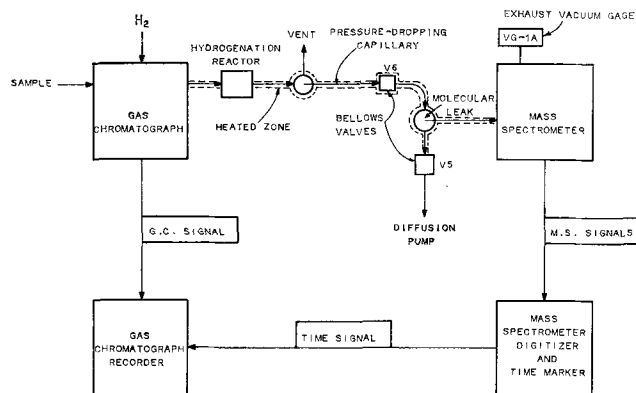 EXHAUST VACUUM GAGE
H2
VG-1A
HYDROGENATION
REACTOR
VENT
PRESSURE-DROPPING
CAPILLARY
V6
SAMPLE
GAS
CHROMATOGRAPH
HEATED ZONE
MOLECULAR
LEAK
BELLOWS
VALVES
V5
MASS
SPECTROMETER
DIFFUSION
PUMP
G.C. SIGNAL
M.S. SIGNALS
GAS
CHROMATOGRAPH
RECORDER
TIME SIGNAL
MASS
SPECTROMETER
DIGITIZER
AND
TIME MARKER